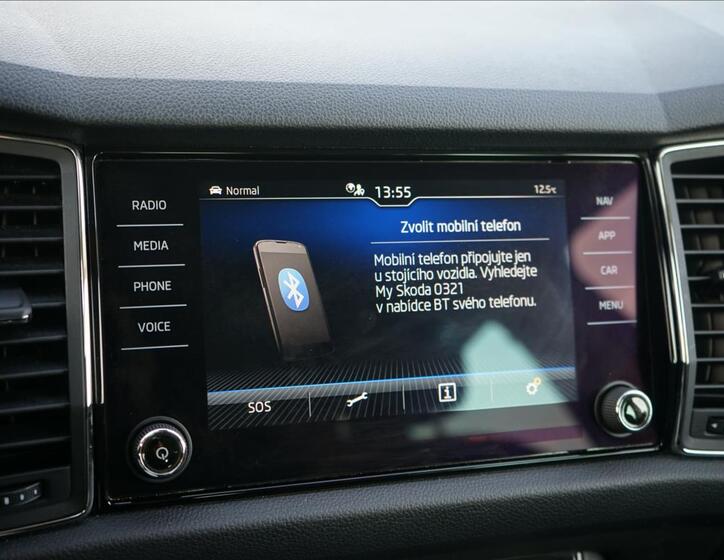 Normal 13:55 12.5°C
RADIO
MEDIA
PHONE
VOICE
Zvolit mobilní telefon
Mobilní telefon připojujte jen
u stojícího vozidla. Vyhledejte
My Skoda 0321
v nabídce BT svého telefonu.
SOS
NAV
APP
CAR
MENU